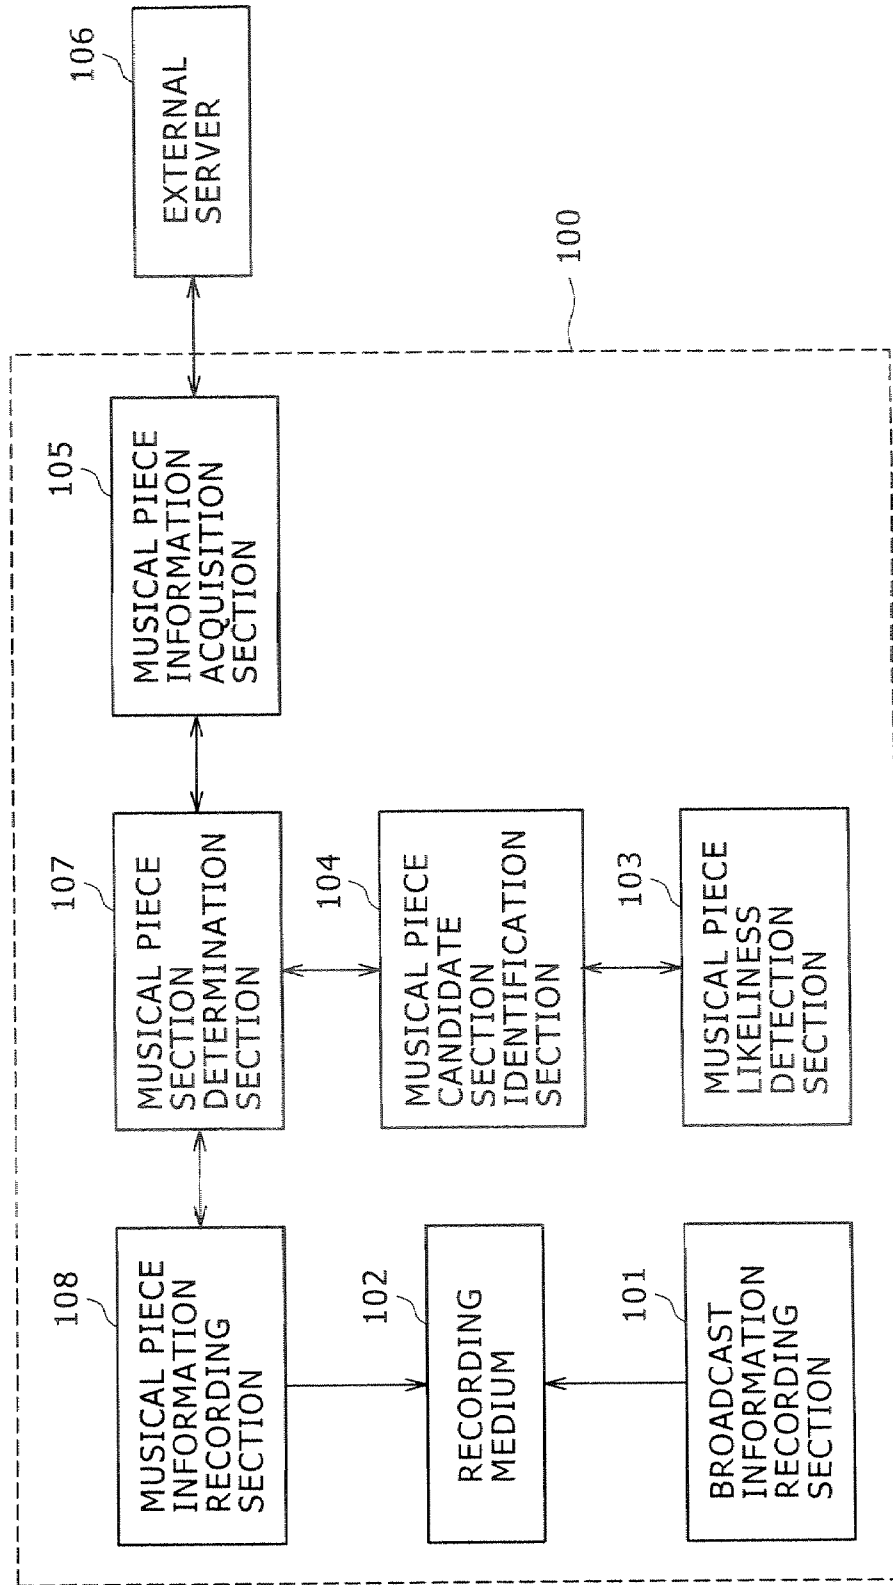 108
MUSICAL PIECE
INFORMATION
RECORDING
SECTION
107
MUSICAL PIECE
SECTION
DETERMINATION
SECTION
105
MUSICAL PIECE
INFORMATION
ACQUISITION
SECTION
106
EXTERNAL
SERVER
102
RECORDING
MEDIUM
104
MUSICAL PIECE
CANDIDATE
SECTION
IDENTIFICATION
SECTION
100
101
BROADCAST
INFORMATION
RECORDING
SECTION
103
MUSICAL PIECE
LIKELINESS
DETECTION
SECTION